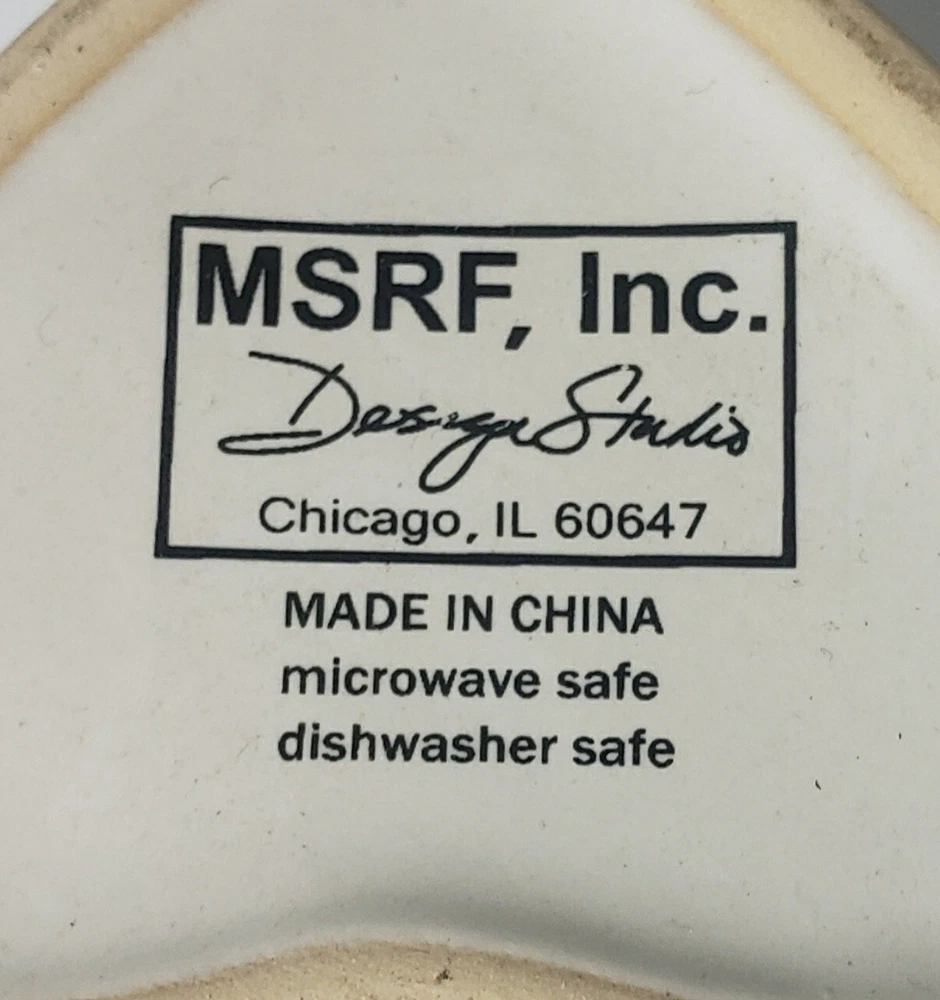 MSRF, Inc.
Design Studio
Chicago, IL 60647
MADE IN CHINA
microwave safe
dishwasher safe